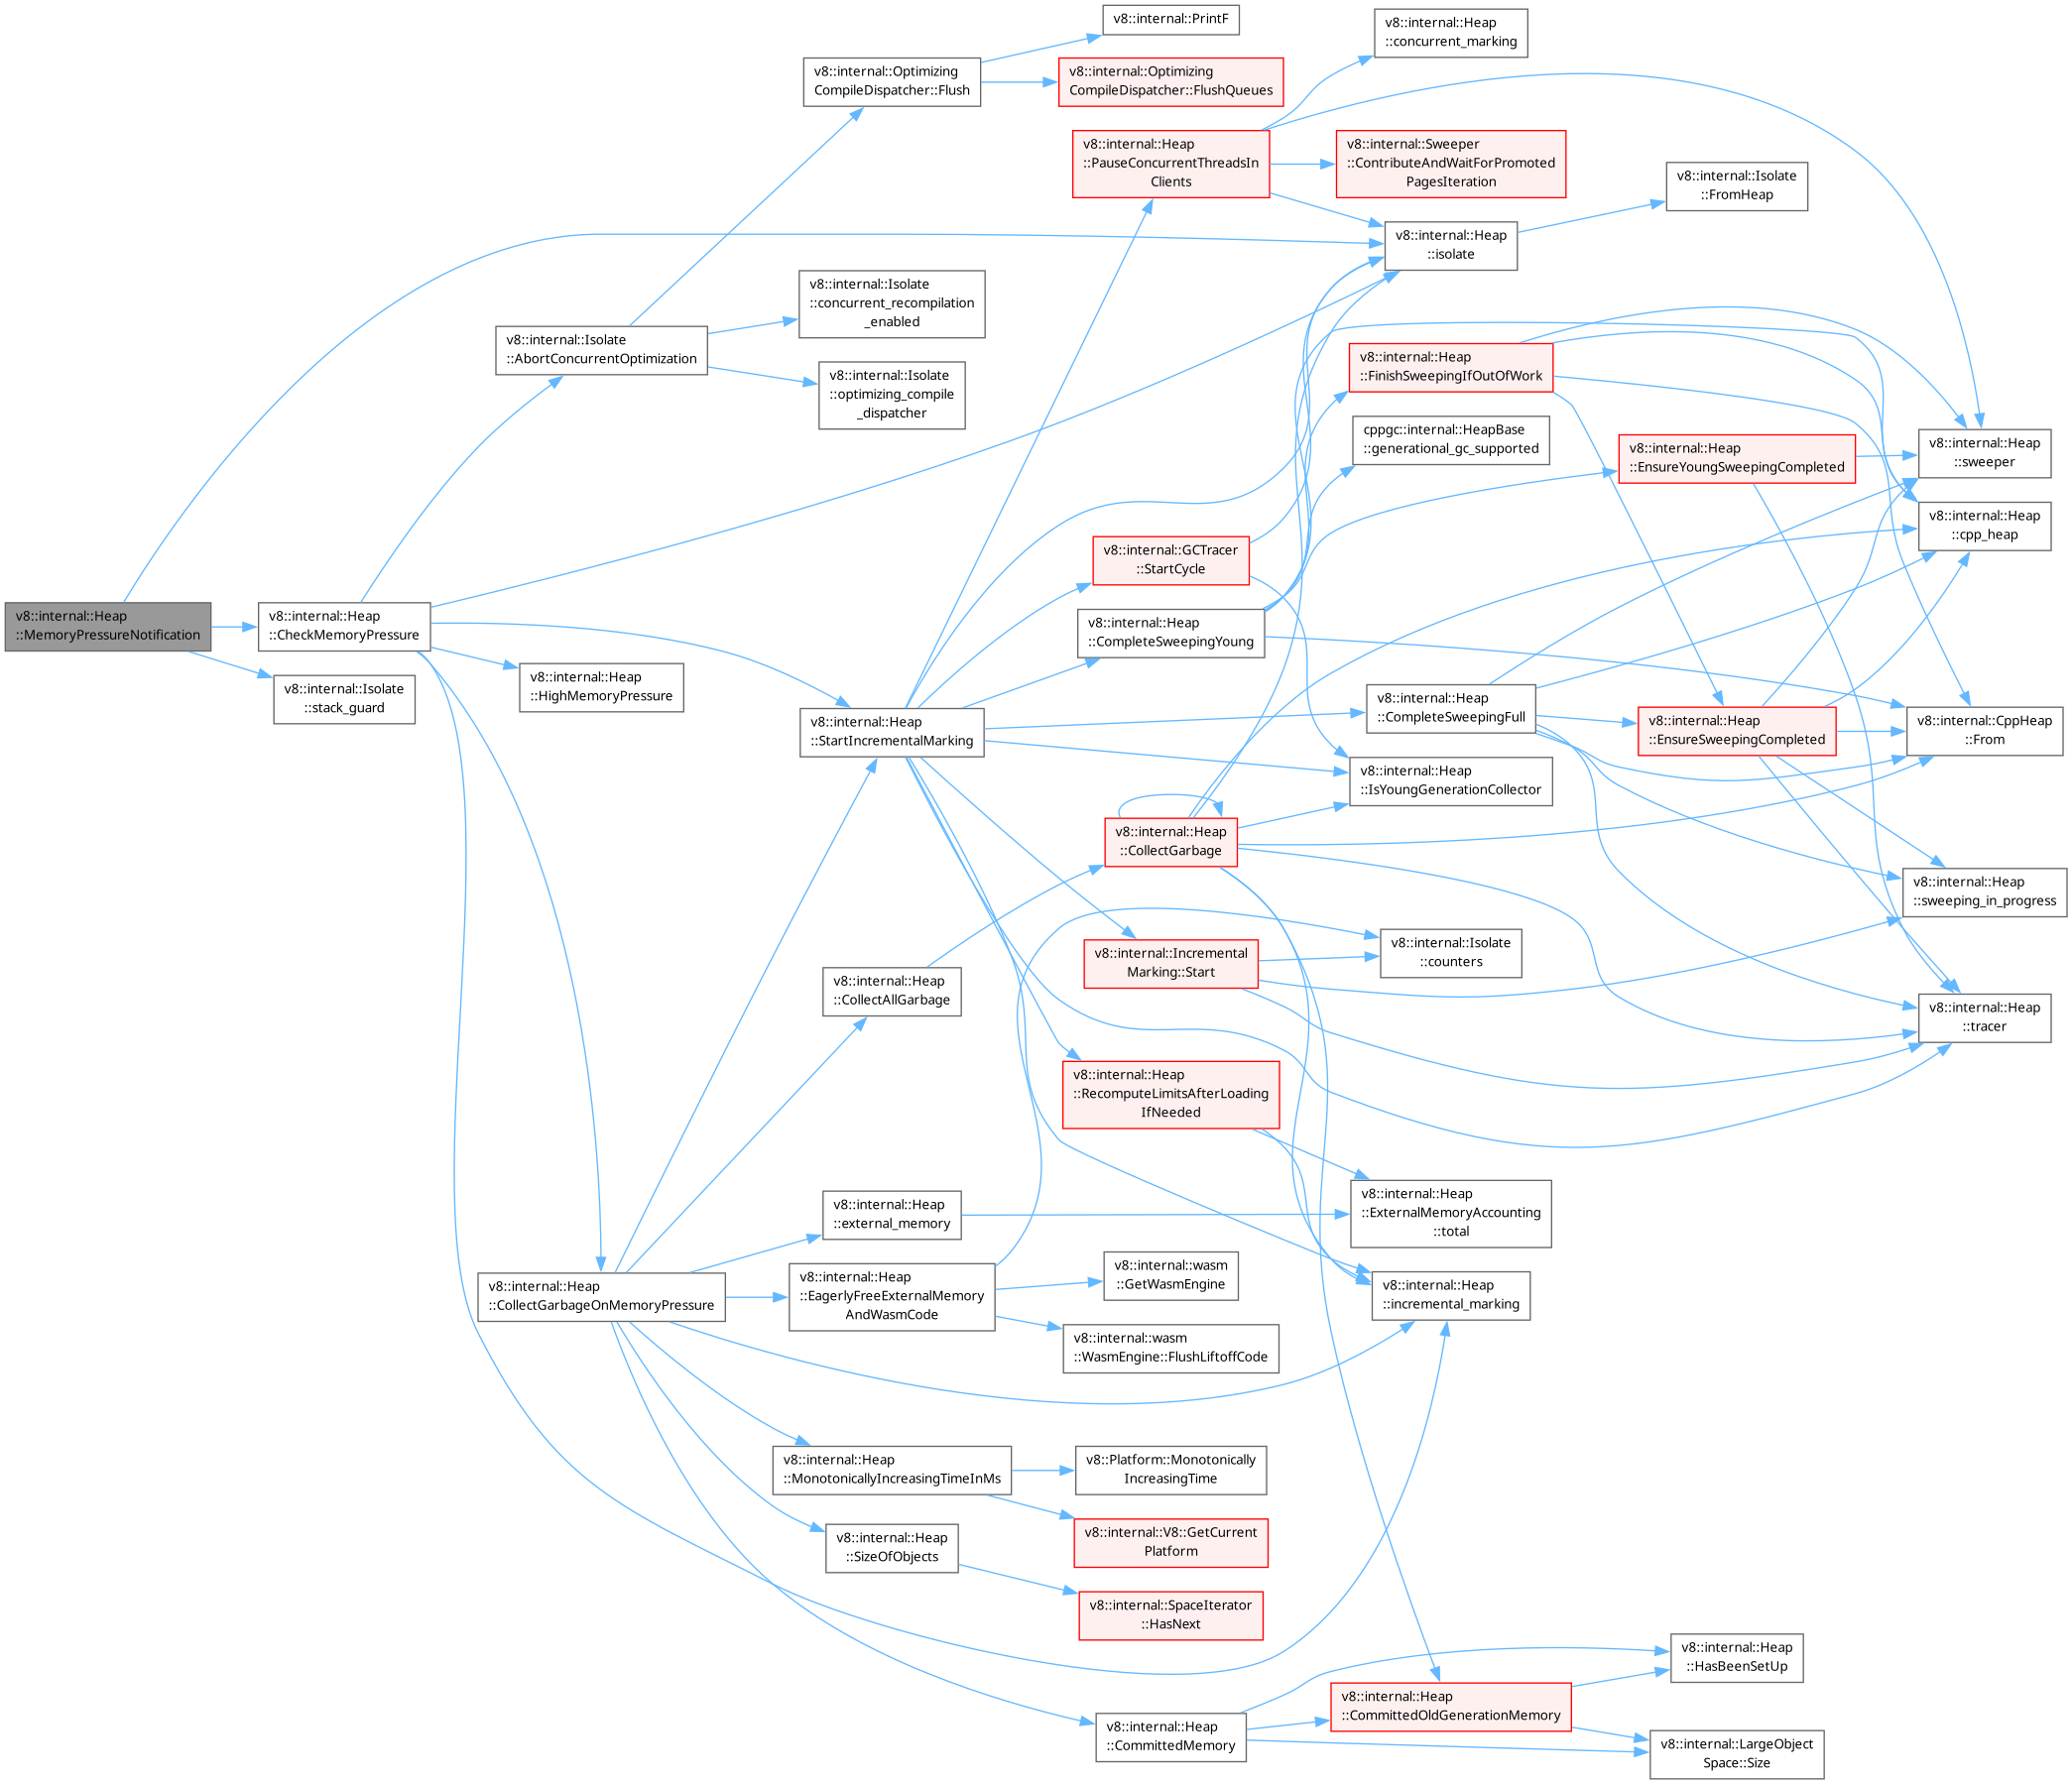 v8::internal::Heap
::MemoryPressureNotification
v8::internal::Heap
::CheckMemoryPressure
v8::internal::Isolate
::stack_guard
v8::internal::Isolate
::AbortConcurrentOptimization
v8::internal::Heap
::HighMemoryPressure
v8::internal::Heap
::CollectGarbageOnMemoryPressure
v8::internal::Optimizing
CompileDispatcher::Flush
v8::internal::Isolate
::concurrent_recompilation
_enabled
v8::internal::Isolate
::optimizing_compile
_dispatcher
v8::internal::Heap
::StartIncrementalMarking
v8::internal::Heap
::CollectAllGarbage
v8::internal::Heap
::external_memory
v8::internal::Heap
::EagerlyFreeExternalMemory
AndWasmCode
v8::internal::Heap
::MonotonicallyIncreasingTimeInMs
v8::internal::Heap
::SizeOfObjects
v8::internal::PrintF
v8::internal::Optimizing
CompileDispatcher::FlushQueues
v8::internal::Heap
::PauseConcurrentThreadsIn
Clients
v8::internal::GCTracer
::StartCycle
v8::internal::Heap
::CompleteSweepingYoung
v8::internal::Heap
::CollectGarbage
v8::internal::Incremental
Marking::Start
v8::internal::Heap
::RecomputeLimitsAfterLoading
IfNeeded
v8::internal::wasm
::GetWasmEngine
v8::internal::wasm
::WasmEngine::FlushLiftoffCode
v8::Platform::Monotonically
IncreasingTime
v8::internal::V8::GetCurrent
Platform
v8::internal::SpaceIterator
::HasNext
v8::internal::Heap
::CommittedMemory
v8::internal::Heap
::concurrent_marking
v8::internal::Sweeper
::ContributeAndWaitForPromoted
PagesIteration
v8::internal::Heap
::isolate
v8::internal::Heap
::FinishSweepingIfOutOfWork
cppgc::internal::HeapBase
::generational_gc_supported
v8::internal::Heap
::CompleteSweepingFull
v8::internal::Heap
::IsYoungGenerationCollector
v8::internal::Isolate
::counters
v8::internal::Heap
::ExternalMemoryAccounting
::total
v8::internal::Heap
::incremental_marking
v8::internal::Heap
::CommittedOldGenerationMemory
v8::internal::Isolate
::FromHeap
v8::internal::Heap
::EnsureYoungSweepingCompleted
v8::internal::Heap
::EnsureSweepingCompleted
v8::internal::Heap
::HasBeenSetUp
v8::internal::LargeObject
Space::Size
v8::internal::Heap
::sweeper
v8::internal::Heap
::cpp_heap
v8::internal::CppHeap
::From
v8::internal::Heap
::sweeping_in_progress
v8::internal::Heap
::tracer